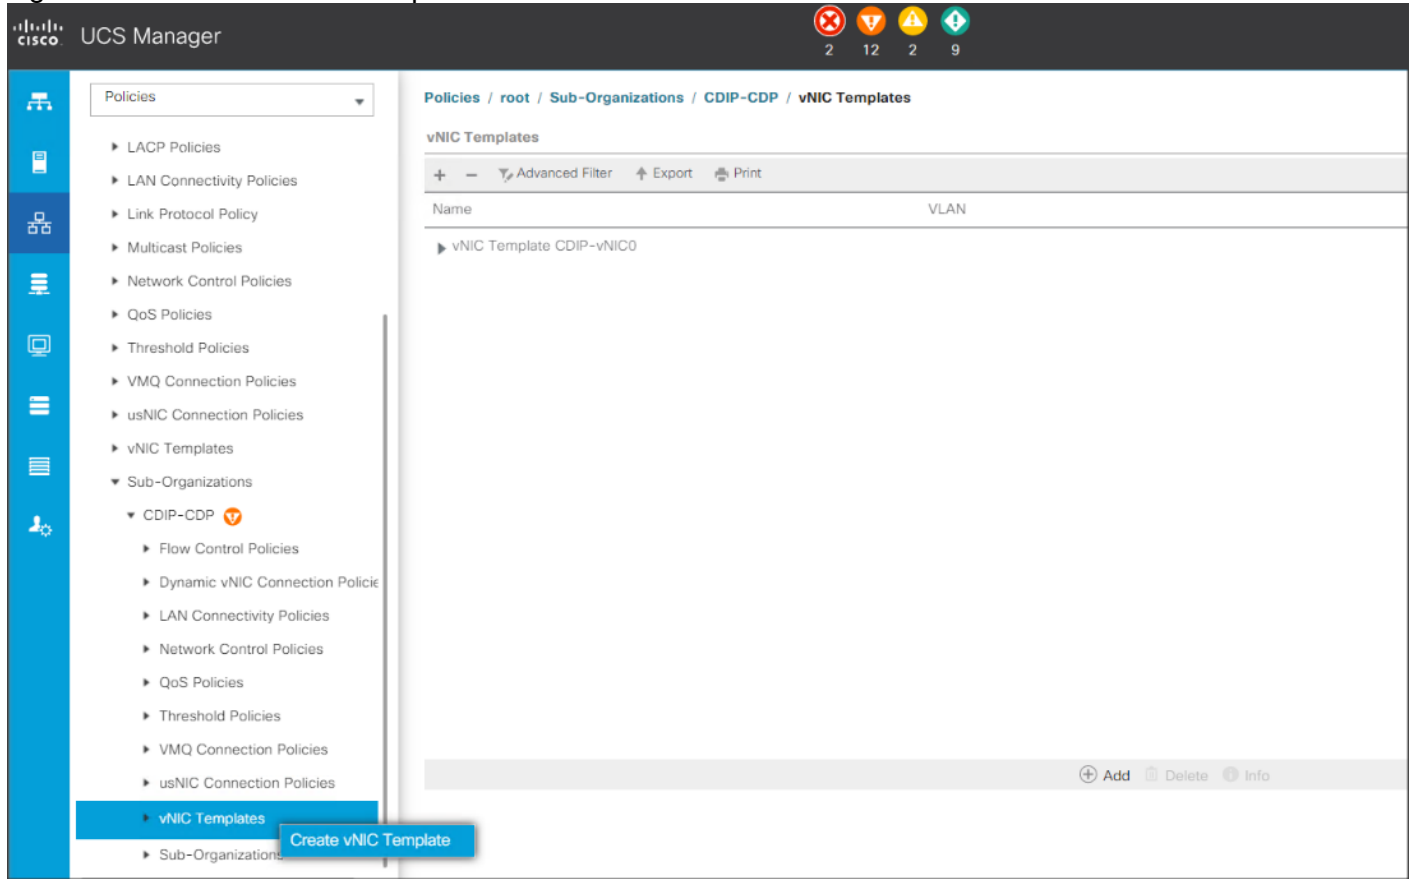 CISCO.
UCS Manager
2 12 2 9
Policies
LACP Policies
LAN Connectivity Policies
Link Protocol Policy
Multicast Policies
Network Control Policies
QoS Policies
Threshold Policies
VMQ Connection Policies
usNIC Connection Policies
vNIC Templates
Sub-Organizations
CDIP-CDP
Flow Control Policies
Dynamic vNIC Connection Policie
LAN Connectivity Policies
Network Control Policies
QoS Policies
Threshold Policies
VMQ Connection Policies
usNIC Connection Policies
vNIC Templates
Create vNIC Template
Sub-Organizations
Policies / root / Sub-Organizations / CDIP-CDP / vNIC Templates
vNIC Templates
+ − Advanced Filter Export Print
Name VLAN
vNIC Template CDIP-vNIC0
Add Delete Info